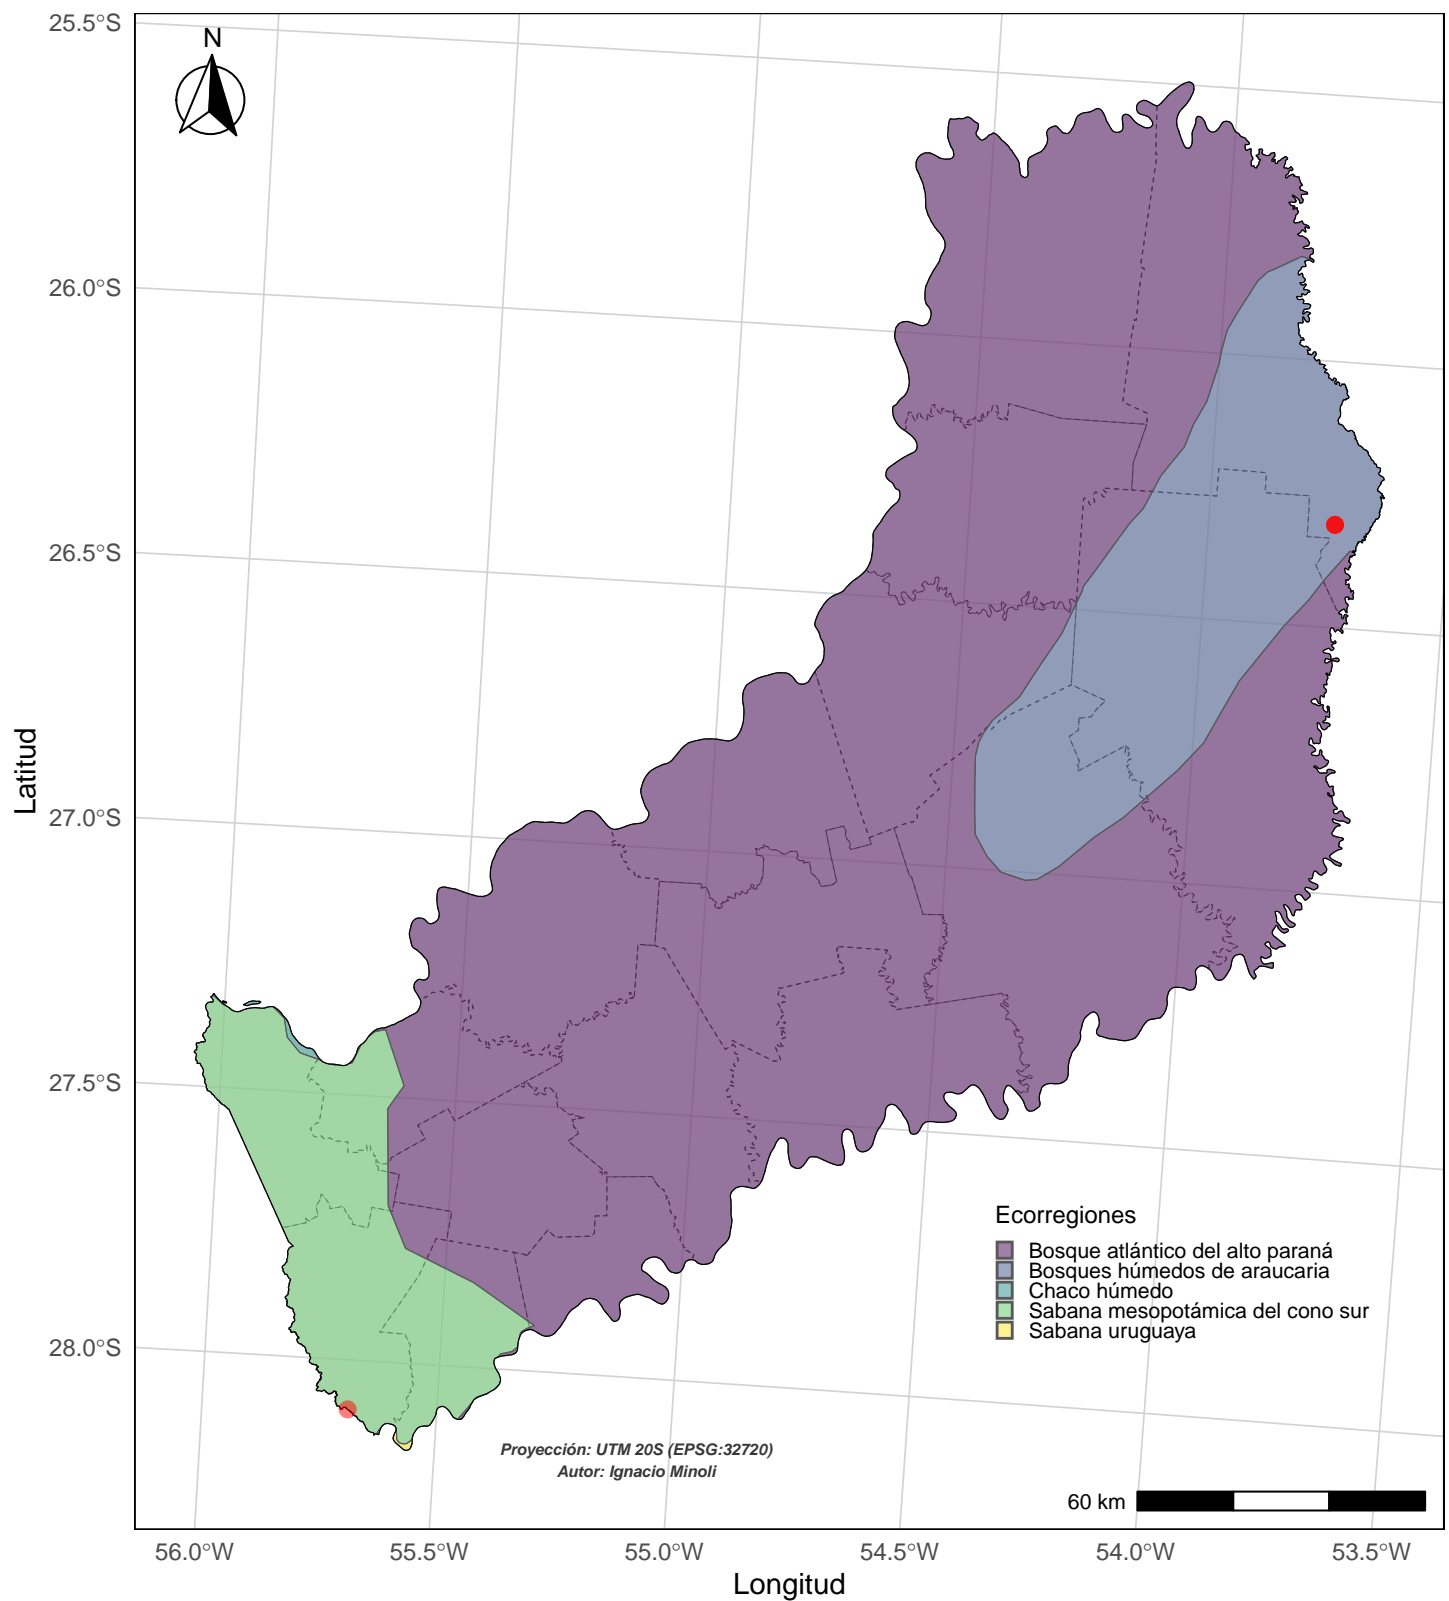 N
25.5°S
26.0°S
26.5°S
27.0°S
27.5°S
28.0°S
Latitud
Ecorregiones
Bosque atlántico del alto paraná
Bosques húmedos de araucaria
Chaco húmedo
Sabana mesopotámica del cono sur
Sabana uruguaya
Proyección: UTM 20S (EPSG:32720)
Autor: Ignacio Minoli
60 km
56.0°W
55.5°W
55.0°W
54.5°W
54.0°W
53.5°W
Longitud